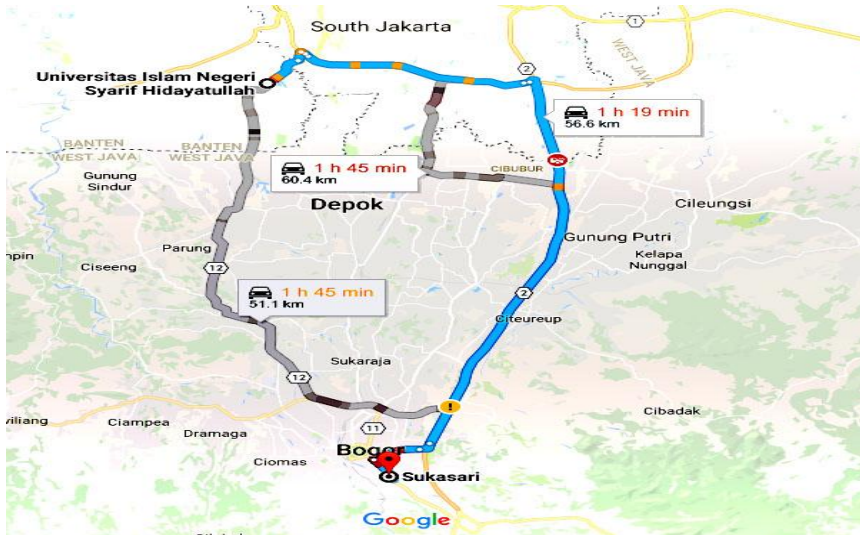 South Jakarta
1
2
WEST JAVA
Universitas Islam Negeri
Syarif Hidayatullah
1 h 19 min
56.6 km
BANTEN
WEST JAVA
BANTEN
WEST JAVA
1 h 45 min
60.4 km
CIBUBUR
Gunung
Sindur
Depok
Cileungsi
Parung
Gunung Putri
Kelapa
Nunggal
Ciseeng
12
1 h 45 min
51.1 km
2
Citeureup
Sukaraja
12
Cibadak
Ciampea
11
Dramaga
Bogor
Ciomas
Sukasari
Google